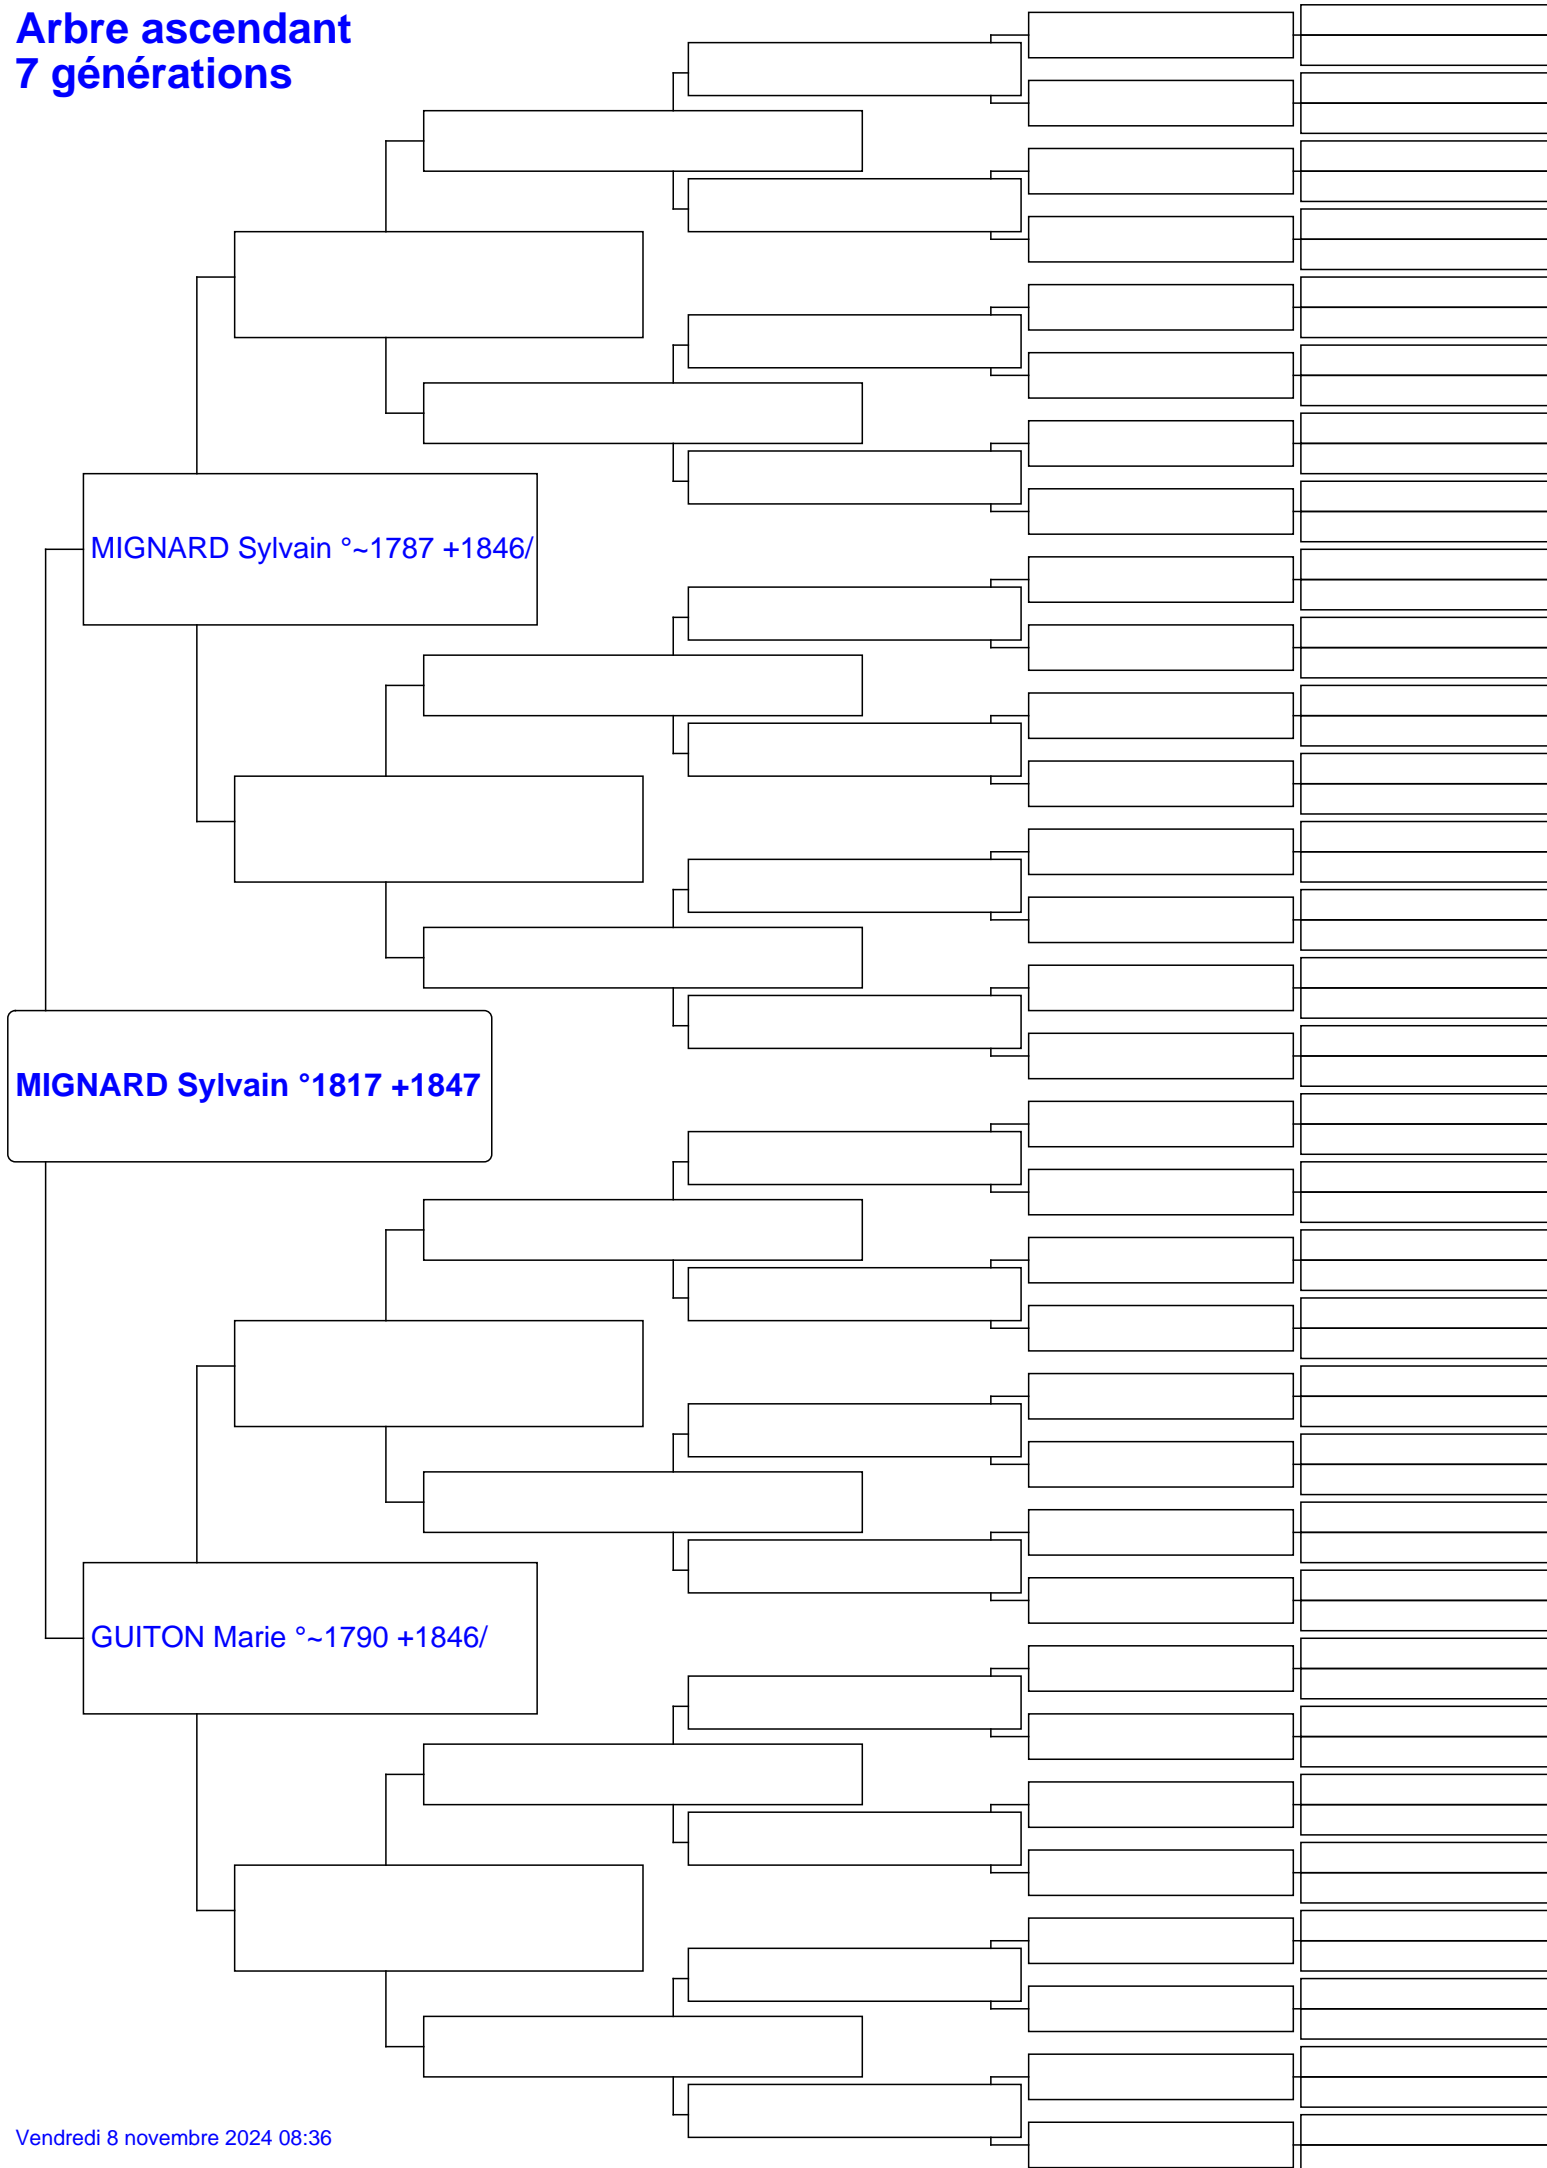 Arbre ascendant
7 générations
MIGNARD Sylvain °~1787 +1846/
MIGNARD Sylvain °1817 +1847
GUITON Marie °~1790 +1846/
Vendredi 8 novembre 2024 08:36